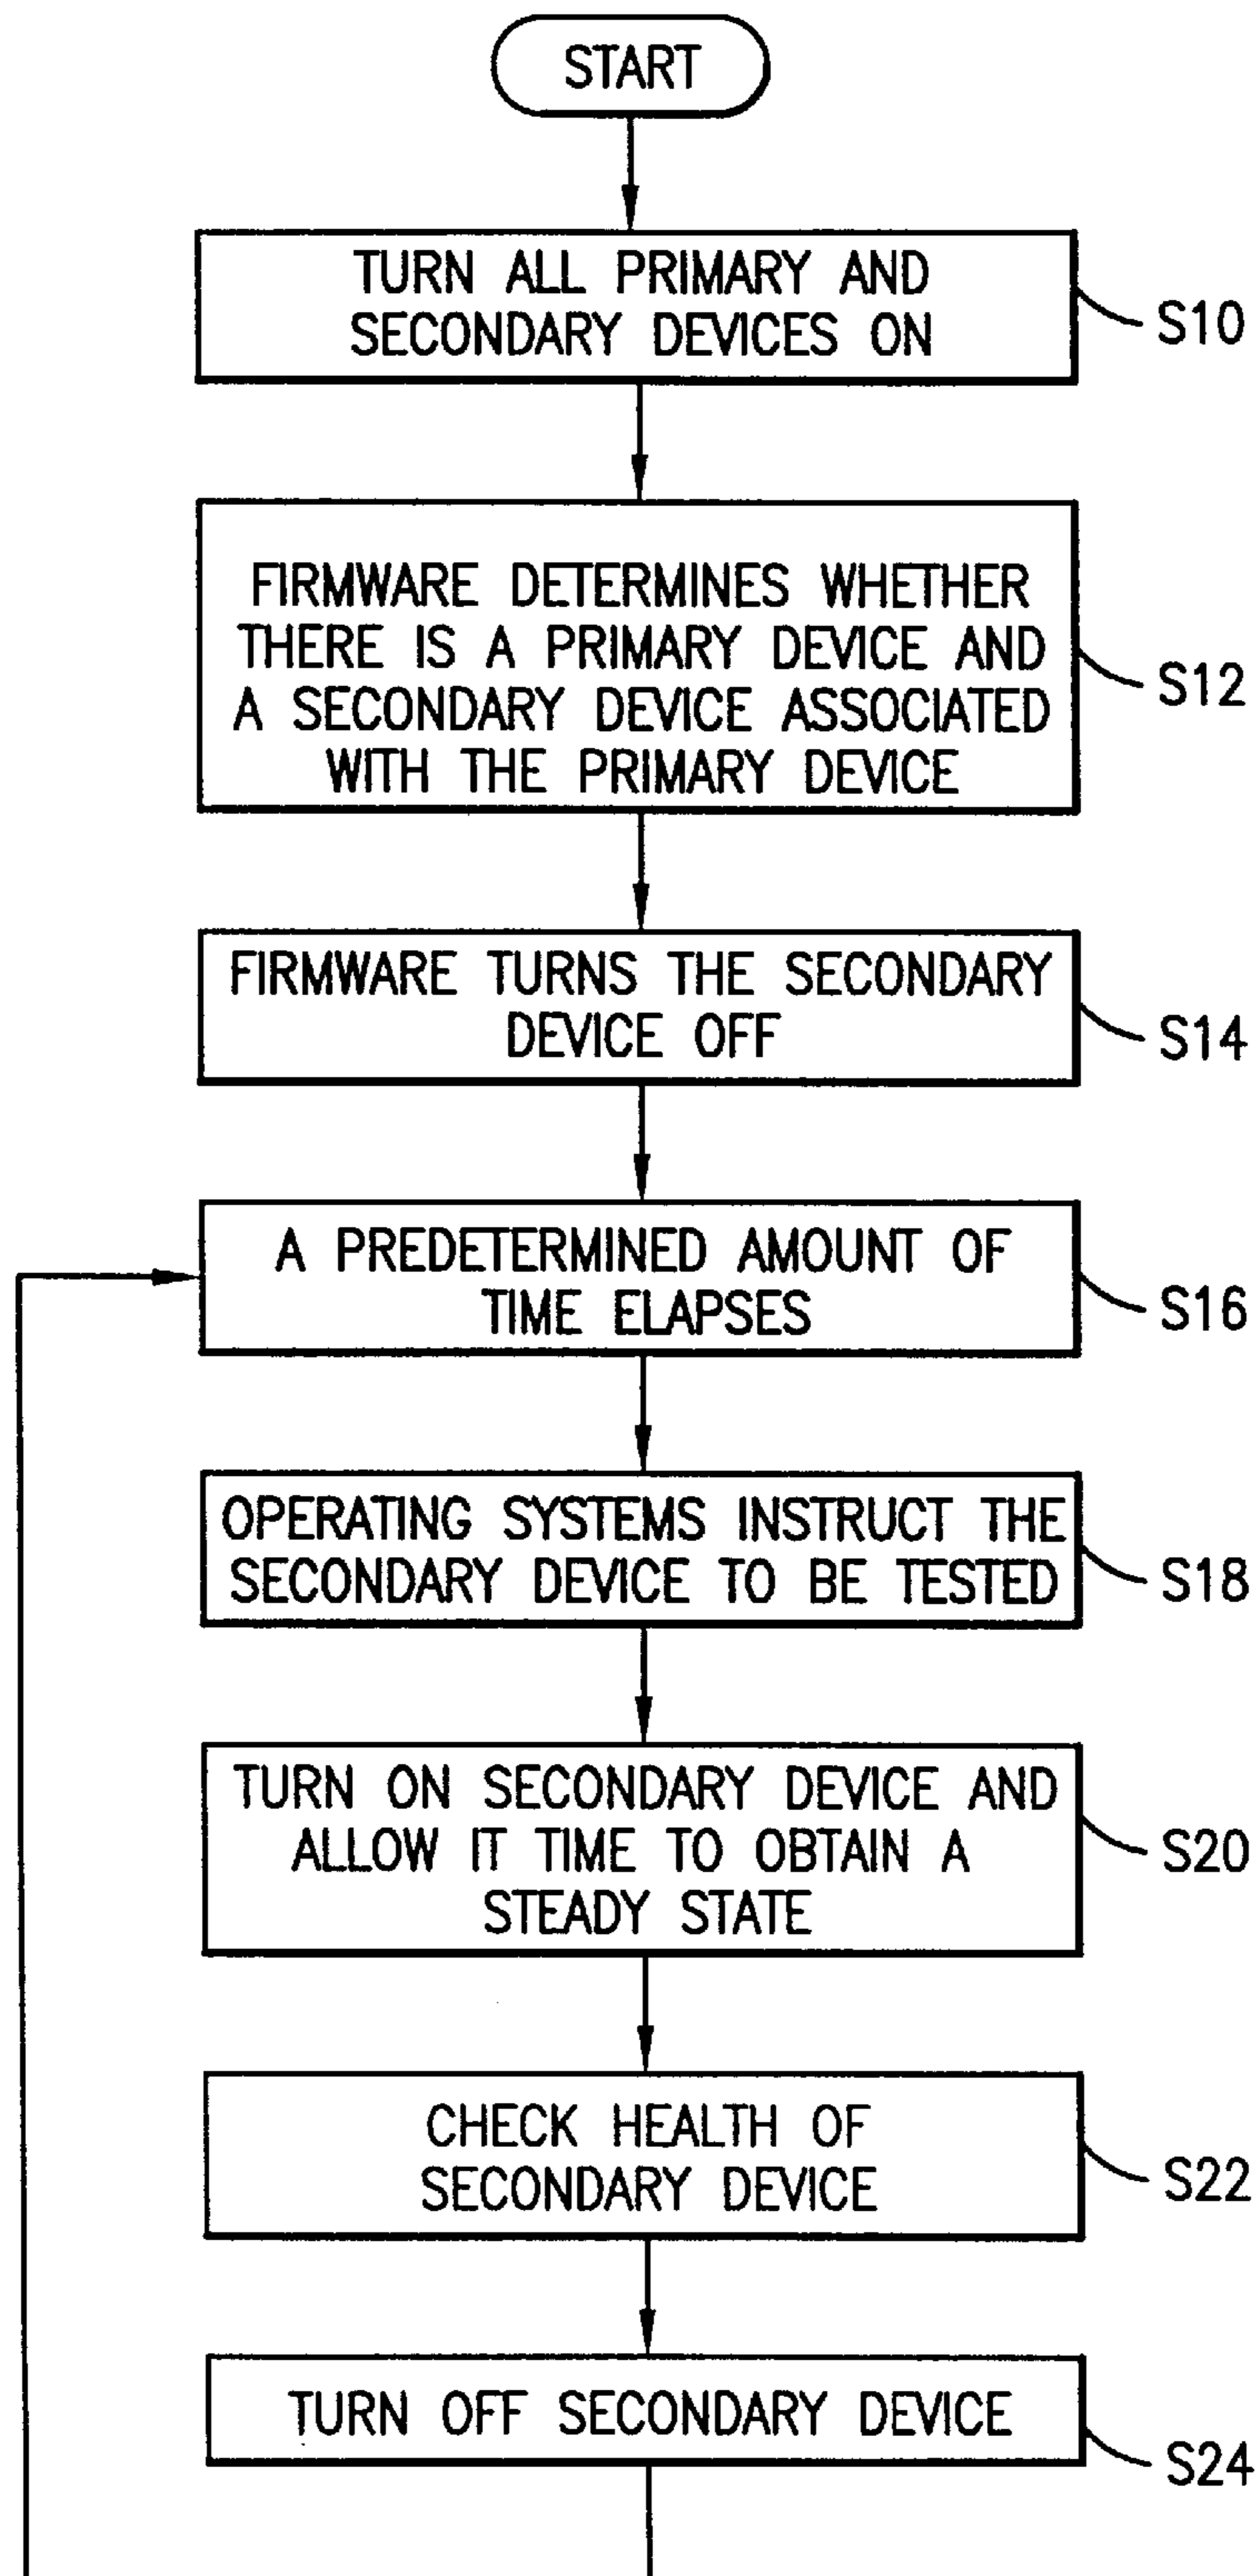 START
TURN ALL PRIMARY AND
SECONDARY DEVICES ON
S10
FIRMWARE DETERMINES WHETHER
THERE IS A PRIMARY DEVICE AND
A SECONDARY DEVICE ASSOCIATED
WITH THE PRIMARY DEVICE
S12
FIRMWARE TURNS THE SECONDARY
DEVICE OFF
S14
A PREDETERMINED AMOUNT OF
TIME ELAPSES
S16
OPERATING SYSTEMS INSTRUCT THE
SECONDARY DEVICE TO BE TESTED
S18
TURN ON SECONDARY DEVICE AND
ALLOW IT TIME TO OBTAIN A
STEADY STATE
S20
CHECK HEALTH OF
SECONDARY DEVICE
S22
TURN OFF SECONDARY DEVICE
S24